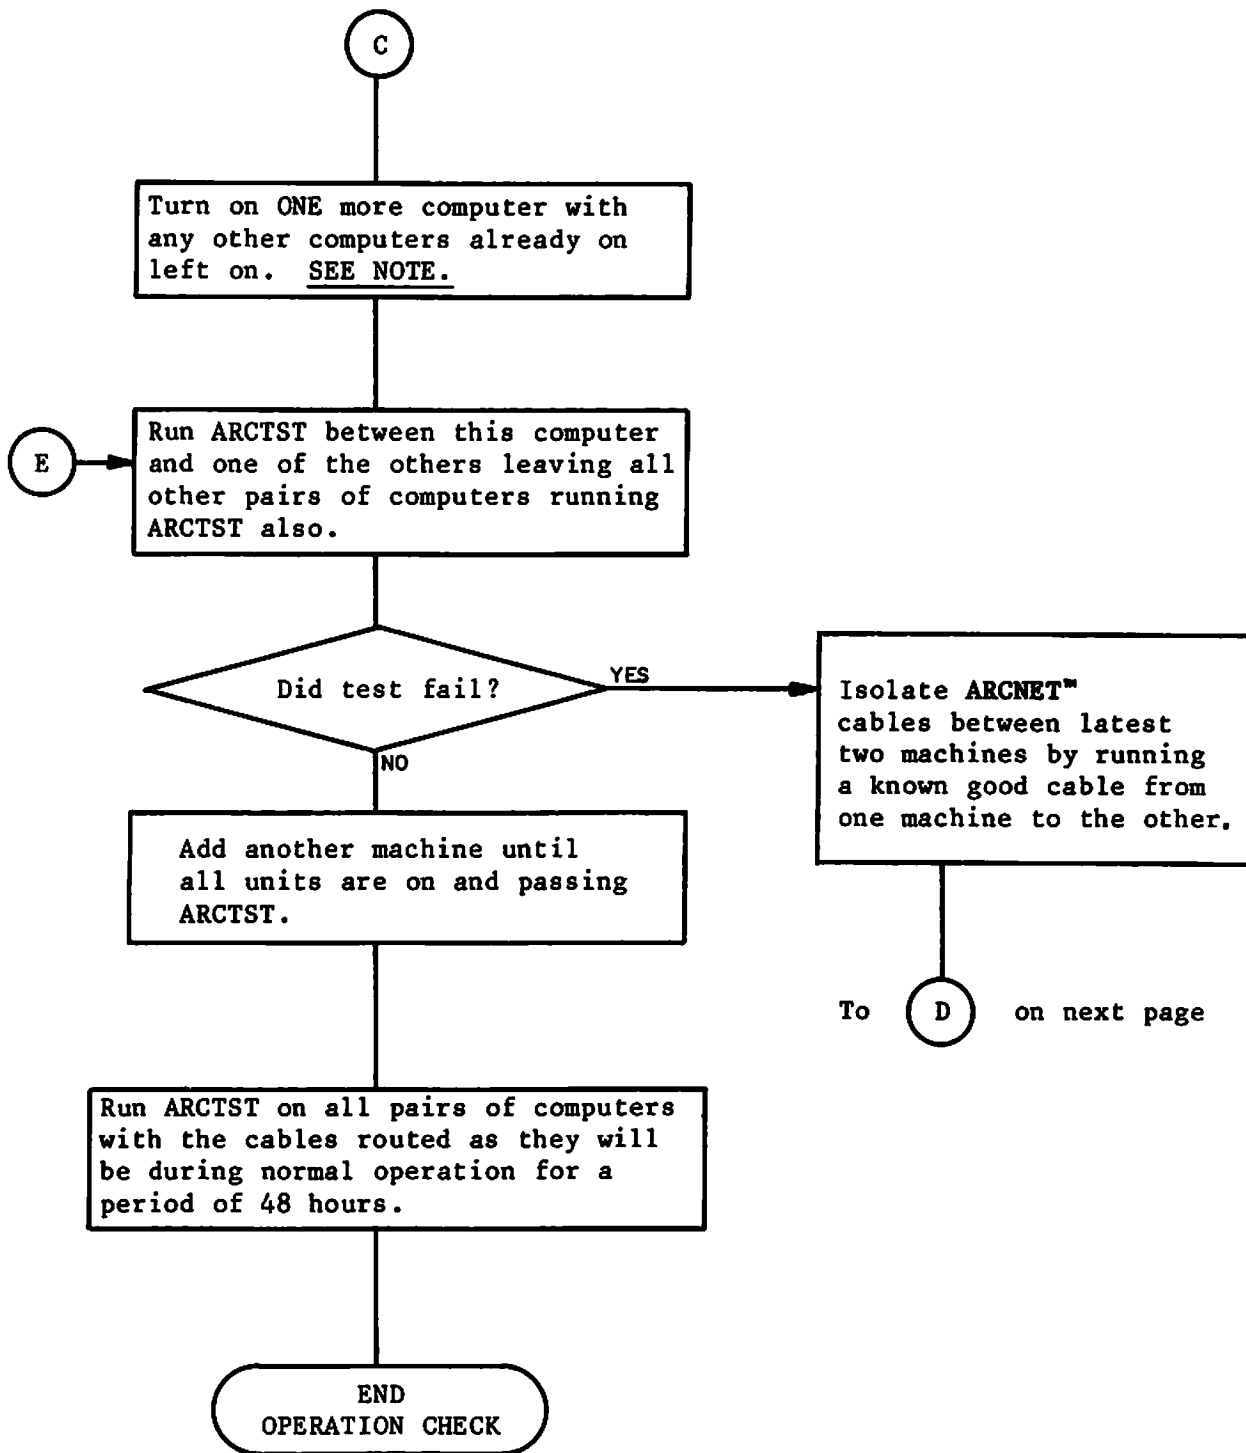 C
Turn on ONE more computer with
any other computers already on
left on. SEE NOTE.
E
Run ARCTST between this computer
and one of the others leaving all
other pairs of computers running
ARCTST also.
Did test fail?
YES
NO
Isolate ARCNET™
cables between latest
two machines by running
a known good cable from
one machine to the other.
Add another machine until
all units are on and passing
ARCTST.
To D on next page
Run ARCTST on all pairs of computers
with the cables routed as they will
be during normal operation for a
period of 48 hours.
END
OPERATION CHECK